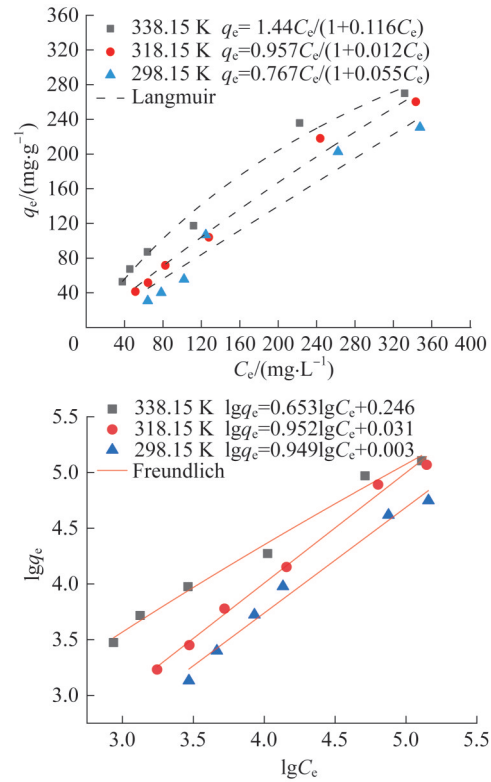 338.15 K qₑ= 1.44Cₑ/(1+0.116Cₑ)
318.15 K qₑ=0.957Cₑ/(1+0.012Cₑ)
298.15 K qₑ=0.767Cₑ/(1+0.055Cₑ)
Langmuir
360
320
280
240
200
160
120
80
40
0
qₑ/(mg·g⁻¹)
40 80 120 160 200 240 280 320 360 400
Cₑ/(mg·L⁻¹)
338.15 K lgqₑ=0.653lgCₑ+0.246
318.15 K lgqₑ=0.952lgCₑ+0.031
298.15 K lgqₑ=0.949lgCₑ+0.003
Freundlich
5.5
5.0
4.5
4.0
3.5
3.0
lgqₑ
3.0 3.5 4.0 4.5 5.0 5.5
lgCₑ